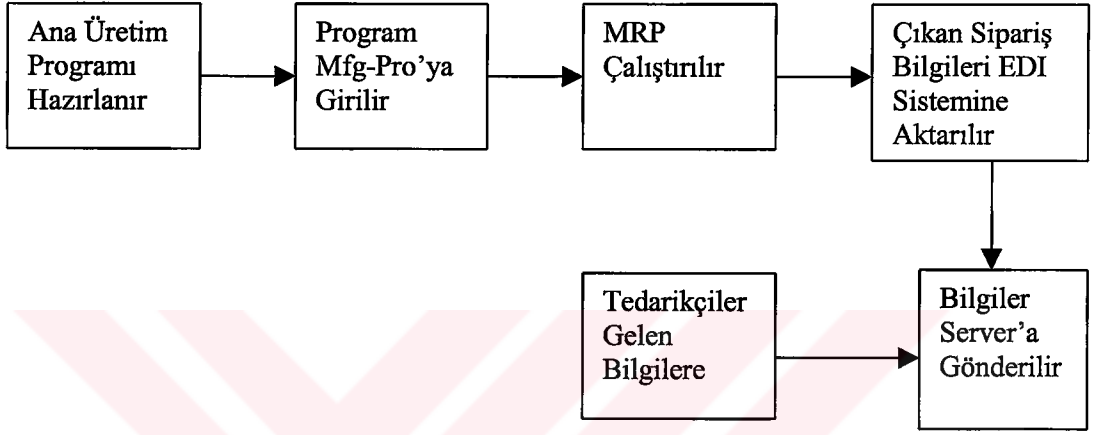 Ana Üretim
Programı
Hazırlanır
Program
Mfg-Pro’ya
Girilir
MRP
Çalıştırılır
Çıkan Sipariş
Bilgileri EDI
Sistemine
Aktarılır
Tedarikçiler
Gelen
Bilgilere
Bilgiler
Server’a
Gönderilir